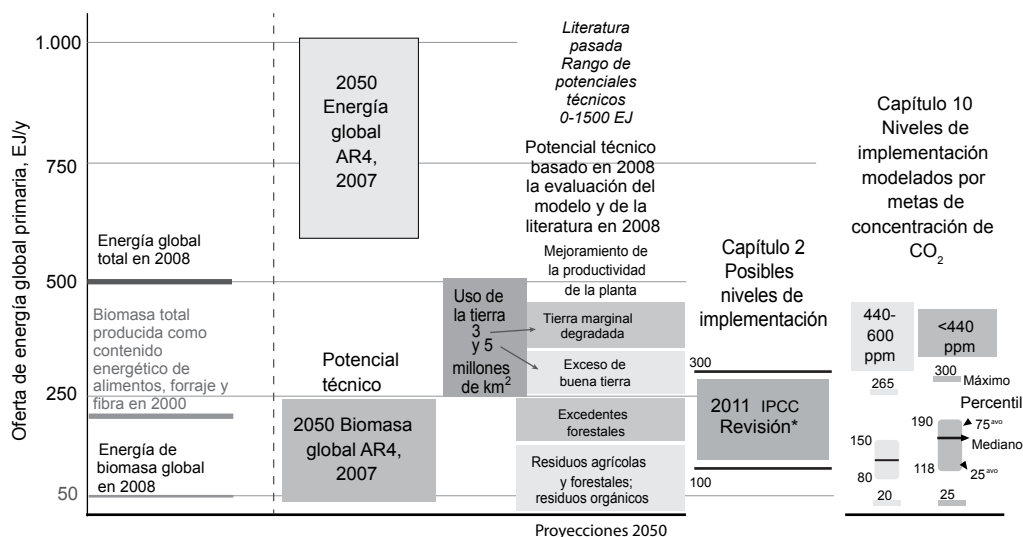 Oferta de energía global primaria, EJ/y
1.000
750
500
250
50
Energía global
total en 2008
Biomasa total
producida como
contenido
energético de
alimentos, forraje y
fibra en 2000
Energía de
biomasa global
en 2008
2050
Energía
global
AR4,
2007
Potencial
técnico
2050 Biomasa
global AR4,
2007
Literatura
pasada
Rango de
potenciales
técnicos
0-1500 EJ
Potencial técnico
basado en 2008
la evaluación del
modelo y de la
literatura en 2008
Mejoramiento de
la productividad
de la planta
Uso de
la tierra
3
y 5
millones
de km2
Tierra marginal
degradada
Exceso de
buena tierra
Excedentes
forestales
Residuos agrícolas
y forestales;
residuos orgánicos
Capítulo 2
Posibles
niveles de
implementación
300
2011 IPCC
Revisión*
100
Capítulo 10
Niveles de
implementación
modelados por
metas de
concentración de
CO2
440-
600
ppm
<440
ppm
265
300
Máximo
Percentil
150
80
20
190
118
25
75avo
Mediano
25avo
Proyecciones 2050